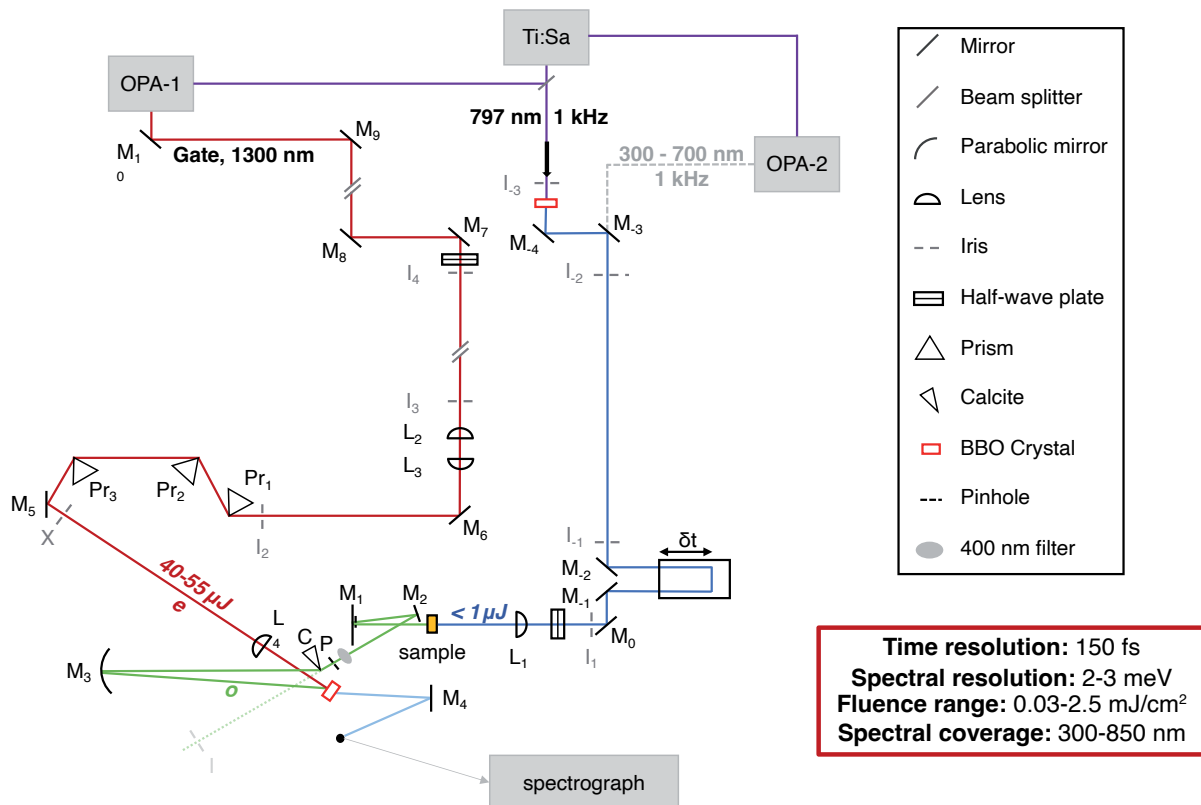 Ti:Sa
OPA-1
797 nm 1 kHz
M₉
M₁
₀
Gate, 1300 nm
300 - 700 nm
1 kHz
OPA-2
I₋₃
M₈
M₇
M₋₄
M₋₃
I₄
I₋₂
I₃
L₂
L₃
Pr₃
Pr₂
Pr₁
M₅
X
I₂
M₆
I₋₁
δt
M₋₂
M₋₁
40-55 µJ
e
M₁
M₂
< 1 µJ
L
₄
C
P
sample
L₁
I₁
M₀
M₃
o
M₄
I
spectrograph
Mirror
Beam splitter
Parabolic mirror
Lens
Iris
Half-wave plate
Prism
Calcite
BBO Crystal
Pinhole
400 nm filter
Time resolution: 150 fs
Spectral resolution: 2-3 meV
Fluence range: 0.03-2.5 mJ/cm²
Spectral coverage: 300-850 nm